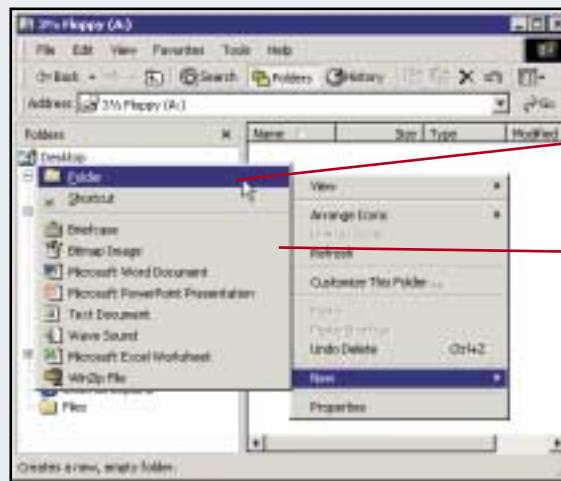 3½ Floppy (A:)
File Edit View Favorites Tools Help
Back Search Folders History
Address 3½ Floppy (A:) Go
Folders Name Size Type Modified
Desktop
Folder
Shortcut
Briefcase
Bitmap Image
Microsoft Word Document
Microsoft PowerPoint Presentation
Text Document
Wave Sound
Microsoft Excel Worksheet
WinZip File
View
Arrange Icons
Refresh
Customize This Folder ...
Paste
Paste Shortcut
Undo Delete Ctrl+Z
New
Properties
Files
Creates a new, empty folder.